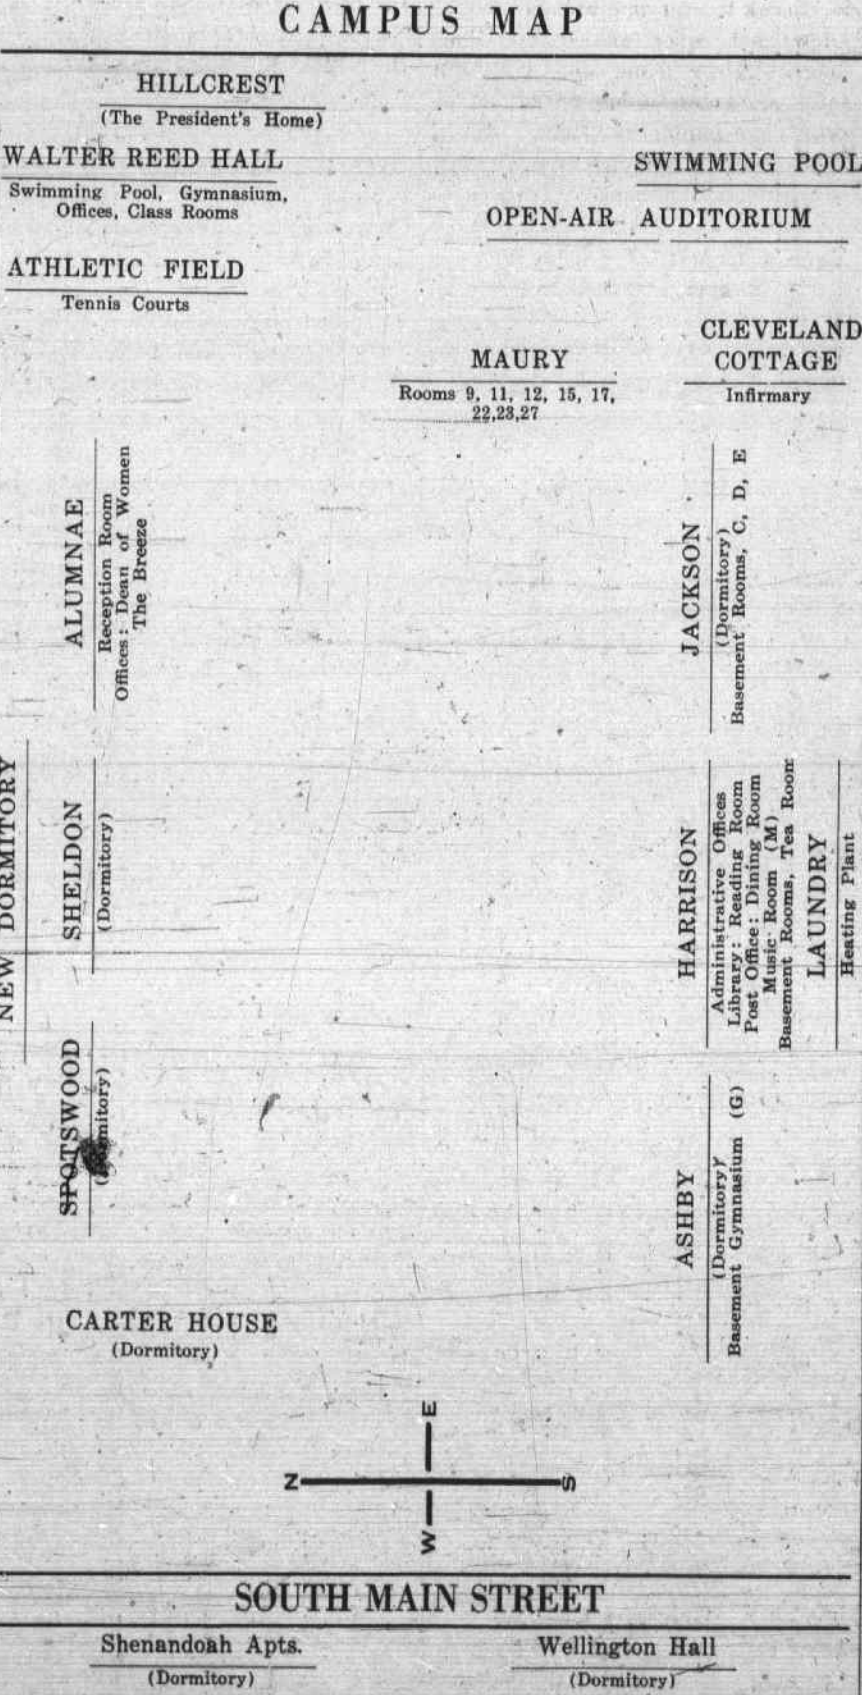 CAMPUS MAP
HILLCREST
(The President's Home)
WALTER REED HALL
Swimming Pool, Gymnasium,
Offices, Class Rooms
SWIMMING POOL
OPEN-AIR AUDITORIUM
ATHLETIC FIELD
Tennis Courts
CLEVELAND
COTTAGE
Infirmary
MAURY
Rooms 9, 11, 12, 15, 17,
22,23,27
ALUMNAE
Reception Room
Offices: Dean of Women
The Breeze
JACKSON
(Dormitory)
Basement Rooms, C, D, E
NEW DORMITORY
SHELDON
(Dormitory)
HARRISON
Administrative Offices
Library: Reading Room
Post Office: Dining Room
Music Room (M)
Basement Rooms, Tea Room
LAUNDRY
Heating Plant
SPOTSWOOD
(Dormitory)
ASHBY
(Dormitory)
Basement Gymnasium (G)
CARTER HOUSE
(Dormitory)
E
N
S
W
SOUTH MAIN STREET
Shenandoah Apts.
(Dormitory)
Wellington Hall
(Dormitory)